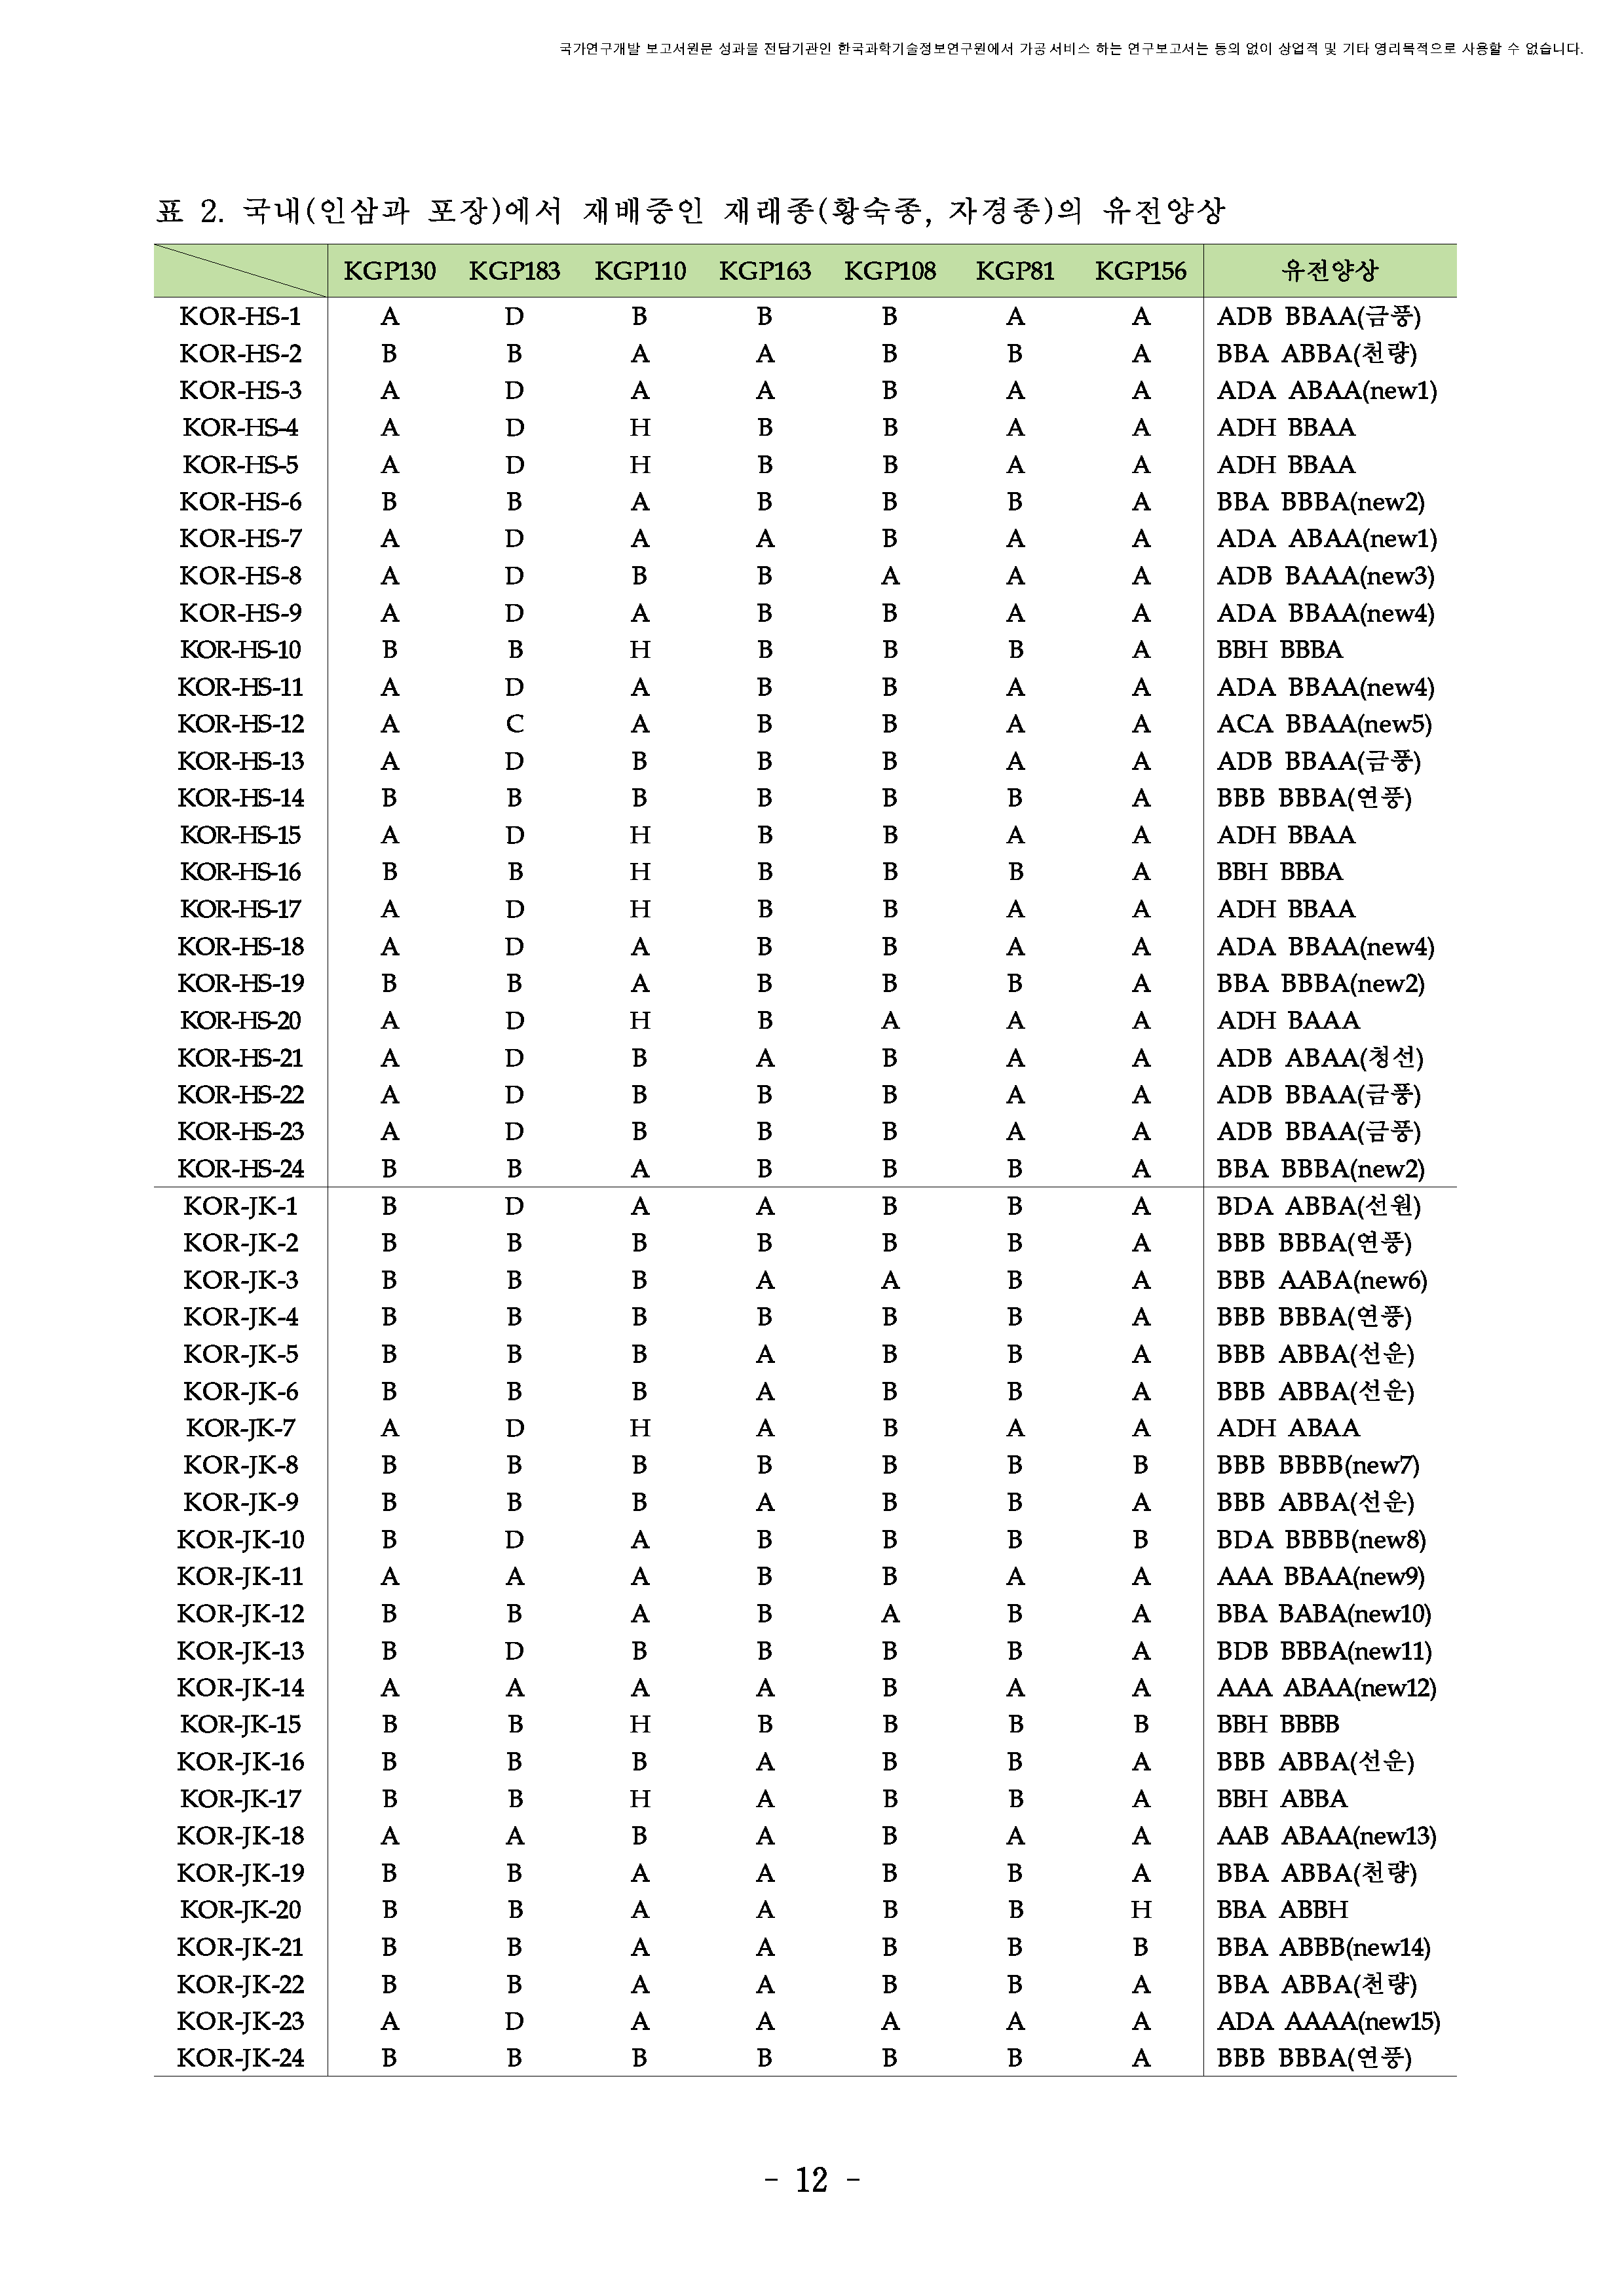 국가연구개발 보고서원문 성과물 전담기관인 한국과학기술정보연구원에서 가공·서비스 하는 연구보고서는 동의 없이 상업적 및 기타 영리목적으로 사용할 수 없습니다.
표 2. 국내(인삼과 포장)에서 재배중인 재래종(황숙종, 자경종)의 유전양상
KGP130 KGP183 KGP110 KGP163 KGP108 KGP81 KGP156 유전양상
KOR-HS-1 A D B B B A A ADB BBAA(금풍)
KOR-HS-2 B B A A B B A BBA ABBA(천량)
KOR-HS-3 A D A A B A A ADA ABAA(new1)
KOR-HS-4 A D H B B A A ADH BBAA
KOR-HS-5 A D H B B A A ADH BBAA
KOR-HS-6 B B A B B B A BBA BBBA(new2)
KOR-HS-7 A D A A B A A ADA ABAA(new1)
KOR-HS-8 A D B B A A A ADB BAAA(new3)
KOR-HS-9 A D A B B A A ADA BBAA(new4)
KOR-HS-10 B B H B B B A BBH BBBA
KOR-HS-11 A D A B B A A ADA BBAA(new4)
KOR-HS-12 A C A B B A A ACA BBAA(new5)
KOR-HS-13 A D B B B A A ADB BBAA(금풍)
KOR-HS-14 B B B B B B A BBB BBBA(연풍)
KOR-HS-15 A D H B B A A ADH BBAA
KOR-HS-16 B B H B B B A BBH BBBA
KOR-HS-17 A D H B B A A ADH BBAA
KOR-HS-18 A D A B B A A ADA BBAA(new4)
KOR-HS-19 B B A B B B A BBA BBBA(new2)
KOR-HS-20 A D H B A A A ADH BAAA
KOR-HS-21 A D B A B A A ADB ABAA(청선)
KOR-HS-22 A D B B B A A ADB BBAA(금풍)
KOR-HS-23 A D B B B A A ADB BBAA(금풍)
KOR-HS-24 B B A B B B A BBA BBBA(new2)
KOR-JK-1 B D A A B B A BDA ABBA(선원)
KOR-JK-2 B B B B B B A BBB BBBA(연풍)
KOR-JK-3 B B B A A B A BBB AABA(new6)
KOR-JK-4 B B B B B B A BBB BBBA(연풍)
KOR-JK-5 B B B A B B A BBB ABBA(선운)
KOR-JK-6 B B B A B B A BBB ABBA(선운)
KOR-JK-7 A D H A B A A ADH ABAA
KOR-JK-8 B B B B B B B BBB BBBB(new7)
KOR-JK-9 B B B A B B A BBB ABBA(선운)
KOR-JK-10 B D A B B B B BDA BBBB(new8)
KOR-JK-11 A A A B B A A AAA BBAA(new9)
KOR-JK-12 B B A B A B A BBA BABA(new10)
KOR-JK-13 B D B B B B A BDB BBBA(new11)
KOR-JK-14 A A A A B A A AAA ABAA(new12)
KOR-JK-15 B B H B B B B BBH BBBB
KOR-JK-16 B B B A B B A BBB ABBA(선운)
KOR-JK-17 B B H A B B A BBH ABBA
KOR-JK-18 A A B A B A A AAB ABAA(new13)
KOR-JK-19 B B A A B B A BBA ABBA(천량)
KOR-JK-20 B B A A B B H BBA ABBH
KOR-JK-21 B B A A B B B BBA ABBB(new14)
KOR-JK-22 B B A A B B A BBA ABBA(천량)
KOR-JK-23 A D A A A A A ADA AAAA(new15)
KOR-JK-24 B B B B B B A BBB BBBA(연풍)
- 12 -